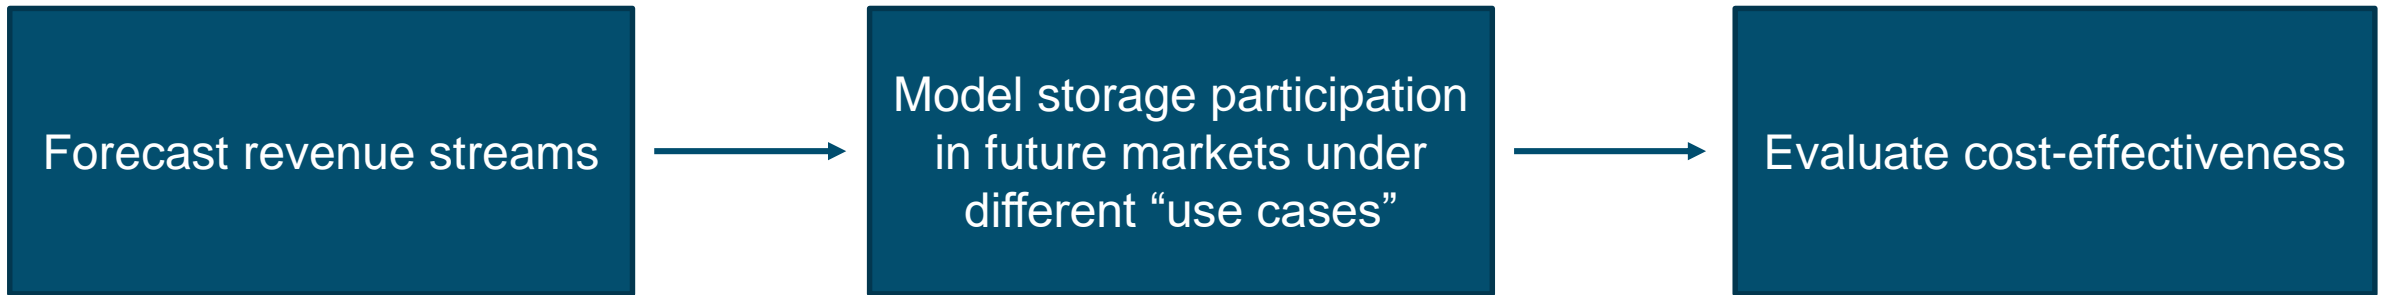 Forecast revenue streams
Model storage participation
in future markets under
different “use cases”
Evaluate cost-effectiveness